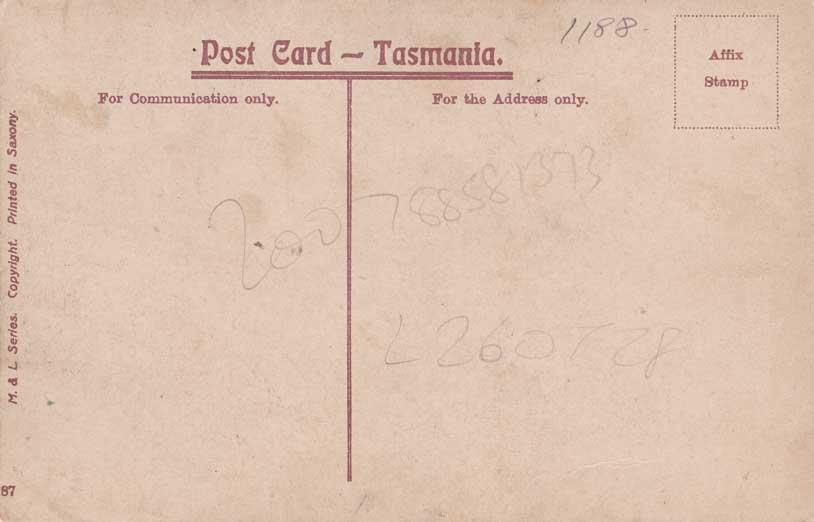 1188-
Post Card – Tasmania.
For Communication only.
For the Address only.
Affix
Stamp
M. & L. Series. Copyright. Printed in Saxony.
L260728
87